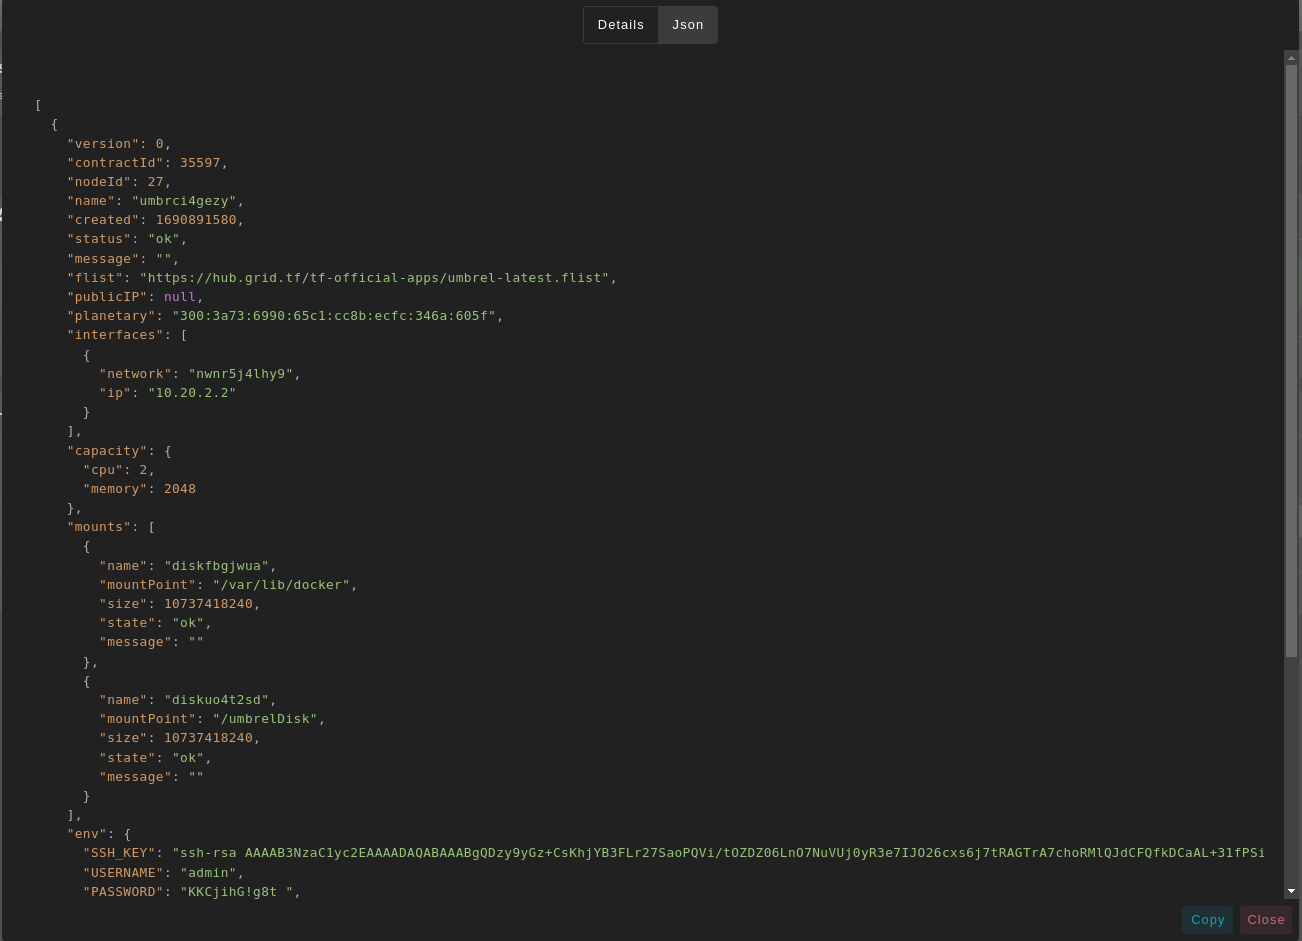 Details Json
[
{
"version": 0,
"contractId": 35597,
"nodeId": 27,
"name": "umbrci4gezy",
"created": 1690891580,
"status": "ok",
"message": "",
"flist": "https://hub.grid.tf/tf-official-apps/umbrel-latest.flist",
"publicIP": null,
"planetary": "300:3a73:6990:65c1:cc8b:ecfc:346a:605f",
"interfaces": [
{
"network": "nwnr5j4lhy9",
"ip": "10.20.2.2"
}
],
"capacity": {
"cpu": 2,
"memory": 2048
},
"mounts": [
{
"name": "diskfbgjwua",
"mountPoint": "/var/lib/docker",
"size": 10737418240,
"state": "ok",
"message": ""
},
{
"name": "diskuo4t2sd",
"mountPoint": "/umbrelDisk",
"size": 10737418240,
"state": "ok",
"message": ""
}
],
"env": {
"SSH_KEY": "ssh-rsa AAAAB3NzaC1yc2EAAAADAQABAAABgQDzy9yGz+CsKhjYB3FLr27SaoPQVi/tOZDZ06LnO7NuVUj0yR3e7IJO26cxs6j7tRAGTrA7choRMlQJdCFQfkDCaAL+31fPSi
"USERNAME": "admin",
"PASSWORD": "KKCjihG!g8t ",
Copy Close